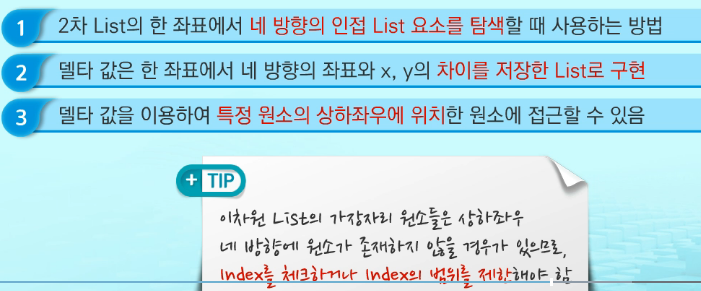 1 2차 List의 한 좌표에서 네 방향의 인접 List 요소를 탐색할 때 사용하는 방법
2 델타 값은 한 좌표에서 네 방향의 좌표와 x, y의 차이를 저장한 List로 구현
3 델타 값을 이용하여 특정 원소의 상하좌우에 위치한 원소에 접근할 수 있음
+ TIP
이차원 List의 가장자리 원소들은 상하좌우
네 방향에 원소가 존재하지 않을 경우가 있으므로,
Index를 체크하거나 Index의 범위를 제한해야 함